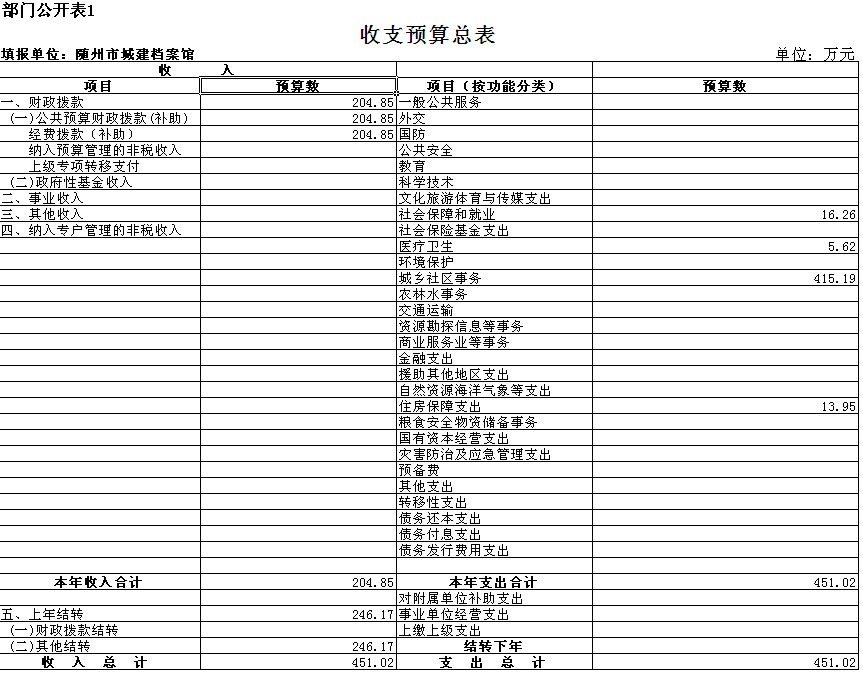 部门公开表1
收支预算总表
填报单位：随州市城建档案馆 单位：万元
收 入
项目 预算数 项目（按功能分类） 预算数
一、财政拨款 204.85 一般公共服务
(一)公共预算财政拨款(补助) 204.85 外交
经费拨款（补助） 204.85 国防
纳入预算管理的非税收入 公共安全
上级专项转移支付 教育
(二)政府性基金收入 科学技术
二、事业收入 文化旅游体育与传媒支出
三、其他收入 社会保障和就业 16.26
四、纳入专户管理的非税收入 社会保险基金支出
医疗卫生 5.62
环境保护
城乡社区事务 415.19
农林水事务
交通运输
资源勘探信息等事务
商业服务业等事务
金融支出
援助其他地区支出
自然资源海洋气象等支出
住房保障支出 13.95
粮食安全物资储备事务
国有资本经营支出
灾害防治及应急管理支出
预备费
其他支出
转移性支出
债务还本支出
债务付息支出
债务发行费用支出
本年收入合计 204.85 本年支出合计 451.02
对附属单位补助支出
五、上年结转 246.17 事业单位经营支出
(一)财政拨款结转 上缴上级支出
(二)其他结转 246.17 结转下年
收 入 总 计 451.02 支 出 总 计 451.02